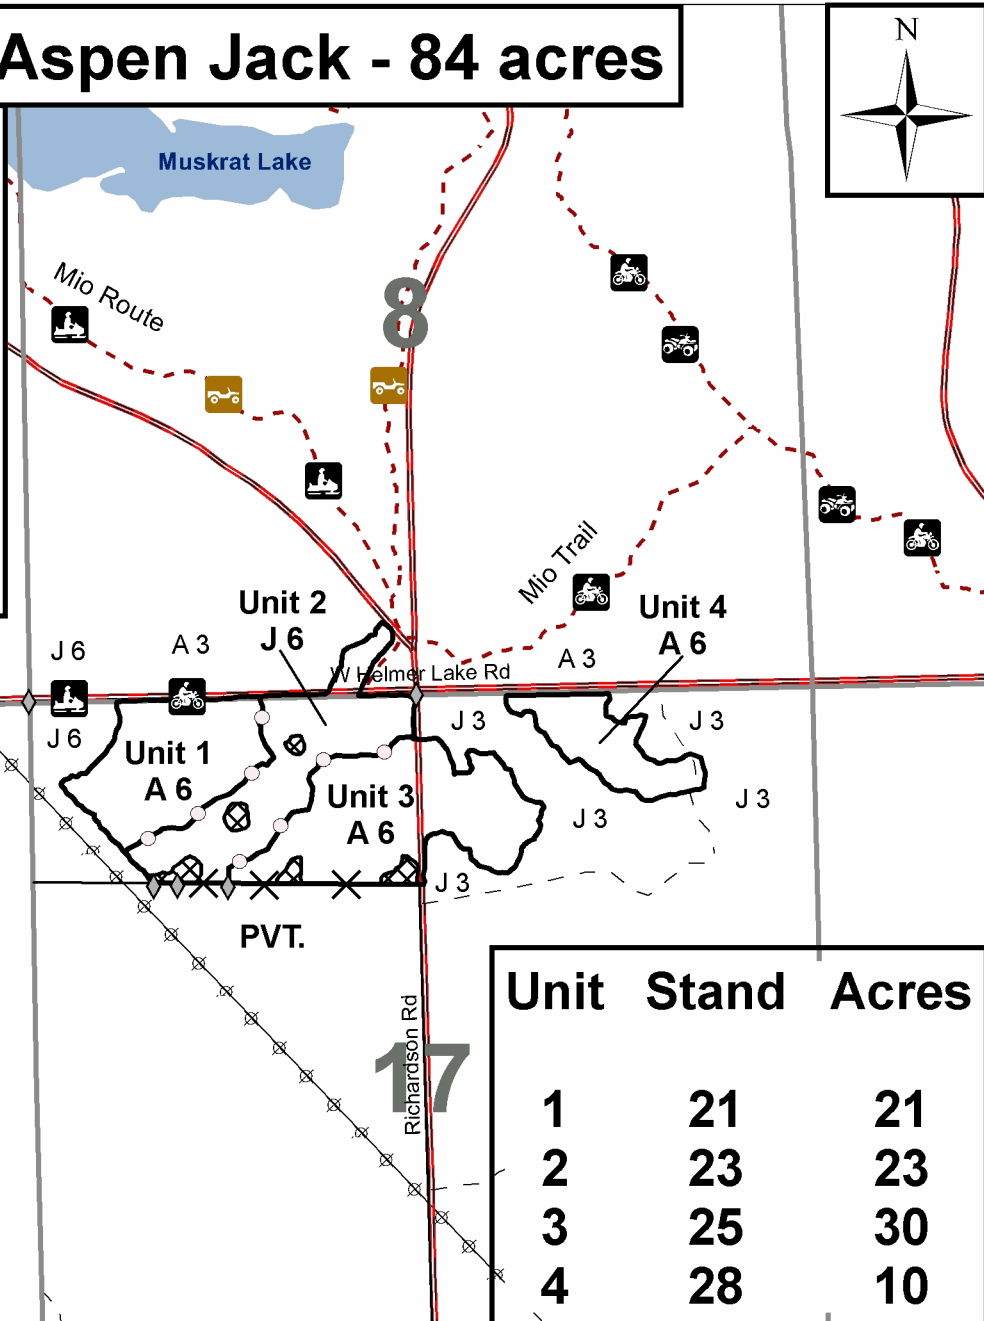 Aspen Jack - 84 acres
N
Muskrat Lake
Mio Route
8
Mio Trail
Unit 2
J 6
Unit 4
A 6
J 6
A 3
A 3
W Helmer Lake Rd
J 6
J 3
J 3
Unit 1
A 6
Unit 3
A 6
J 3
J 3
J 3
PVT.
Richardson Rd
17
Unit Stand Acres
1 21 21
2 23 23
3 25 30
4 28 10